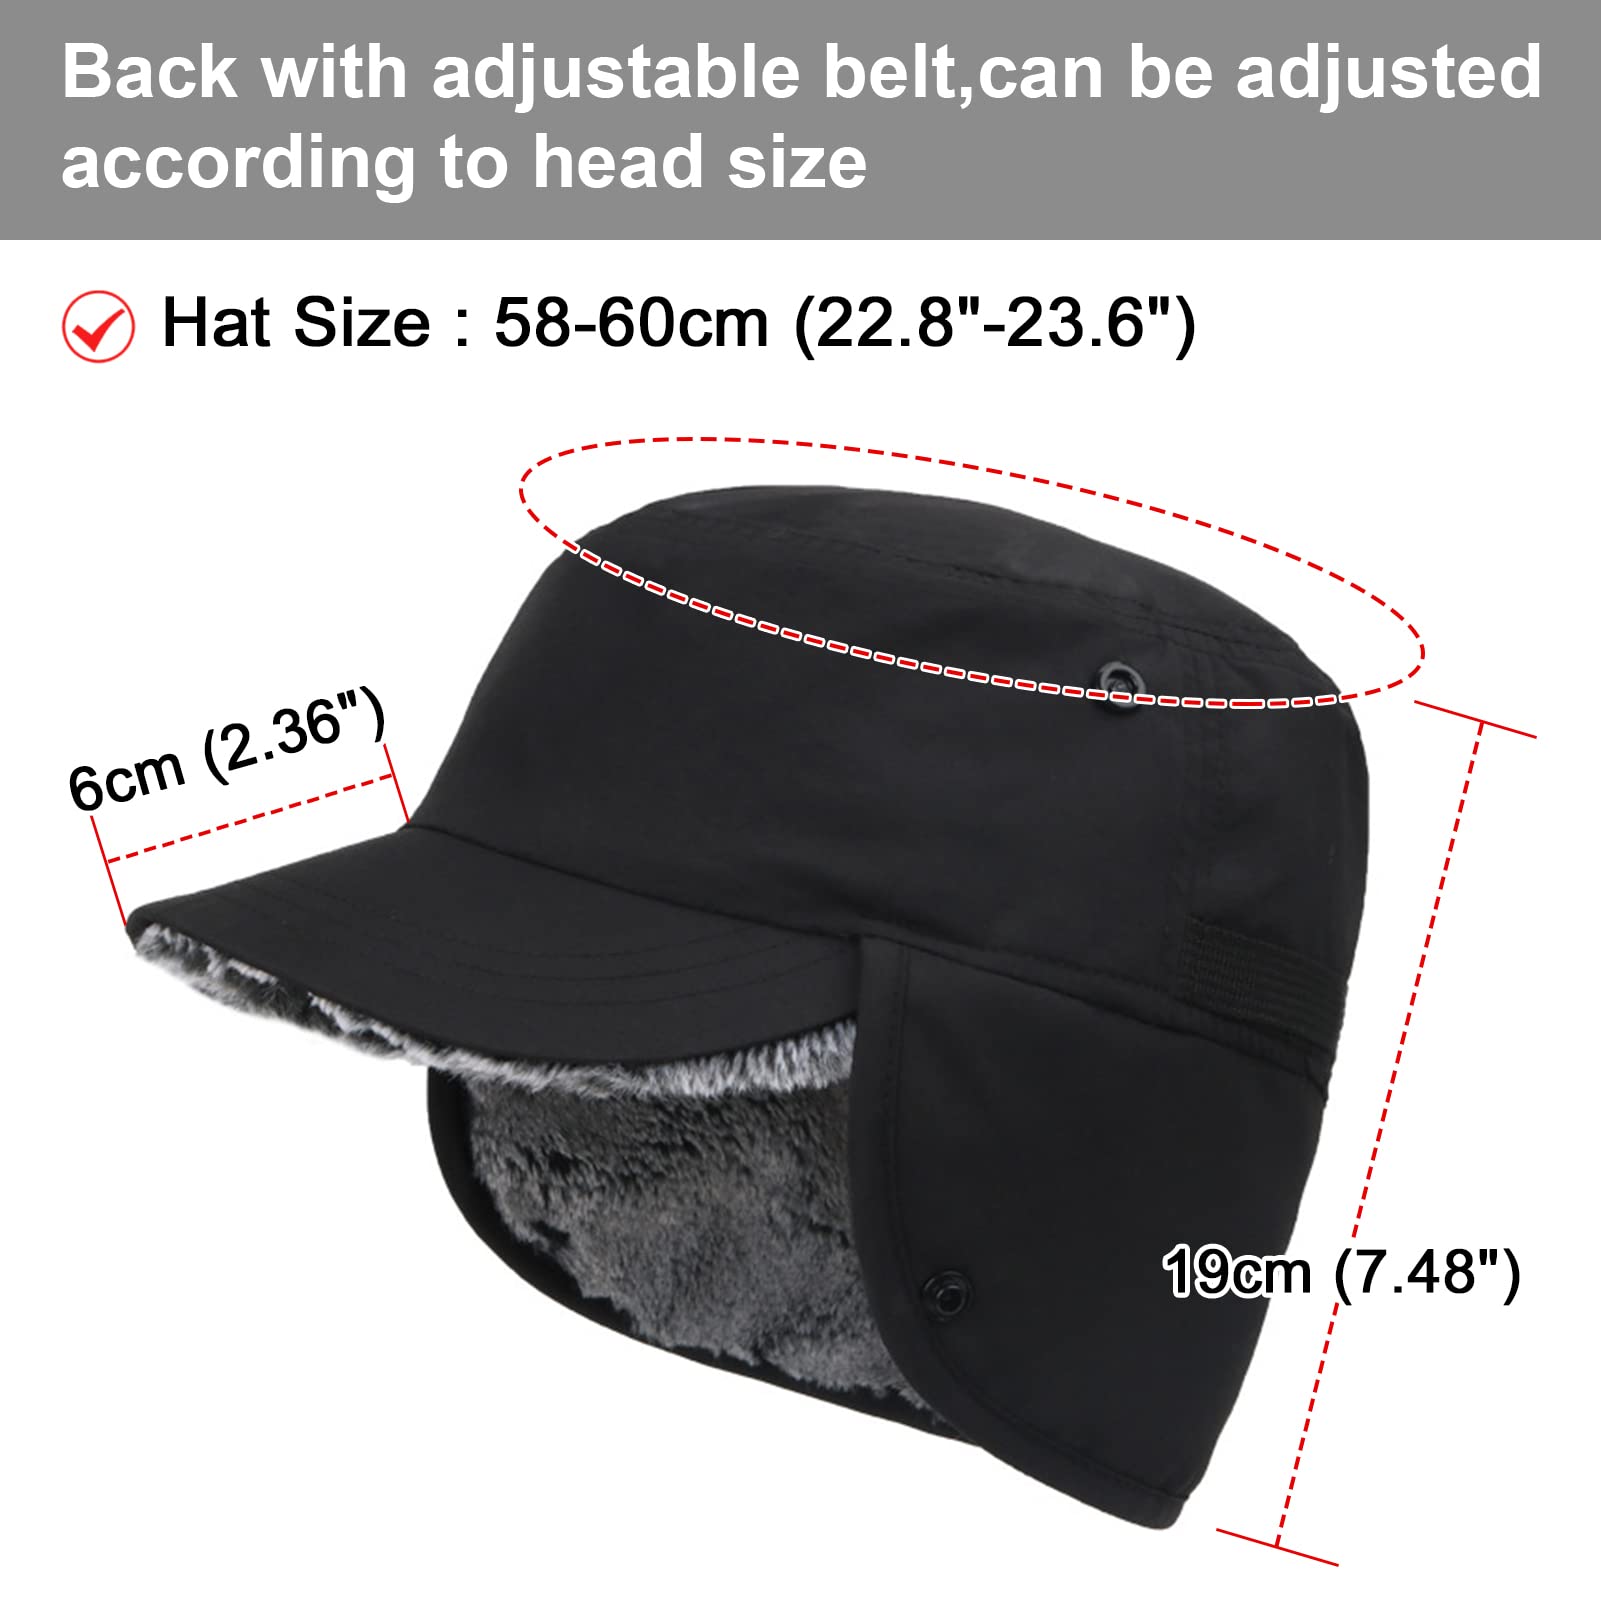 Back with adjustable belt,can be adjusted
according to head size
Hat Size : 58-60cm (22.8"-23.6")
6cm (2.36")
19cm (7.48")